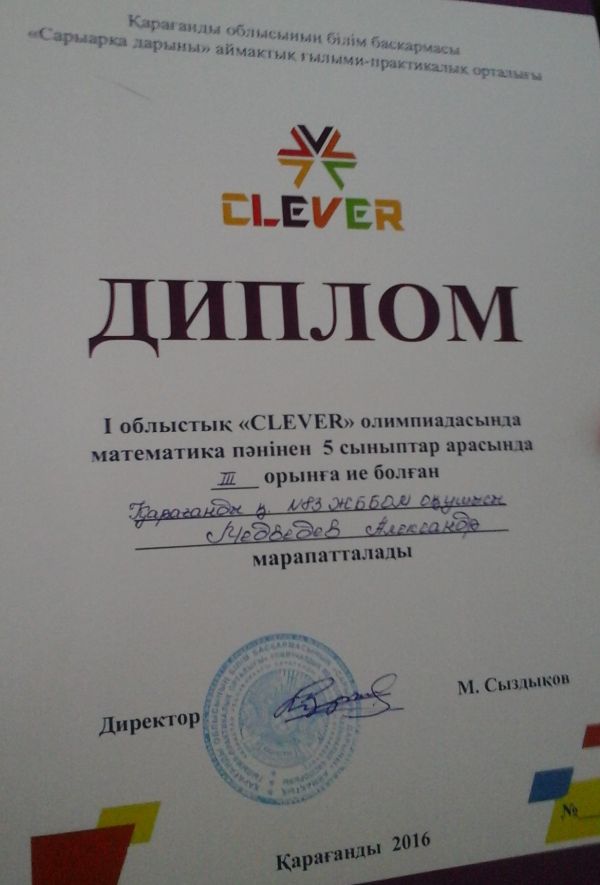 Қарағанды облысының білім басқармасы
«Сарыарқа дарыны» аймақтық ғылыми-практикалық орталығы
CLEVER
ДИПЛОМ
І облыстық «CLEVER» олимпиадасында
математика пәнінен 5 сыныптар арасында
III орынға ие болған
Қарағанды қ. №83 ЖББОМ оқушысы
Медведев Александр
марапатталады
Директор
М. Сыздықов
№
Қарағанды 2016